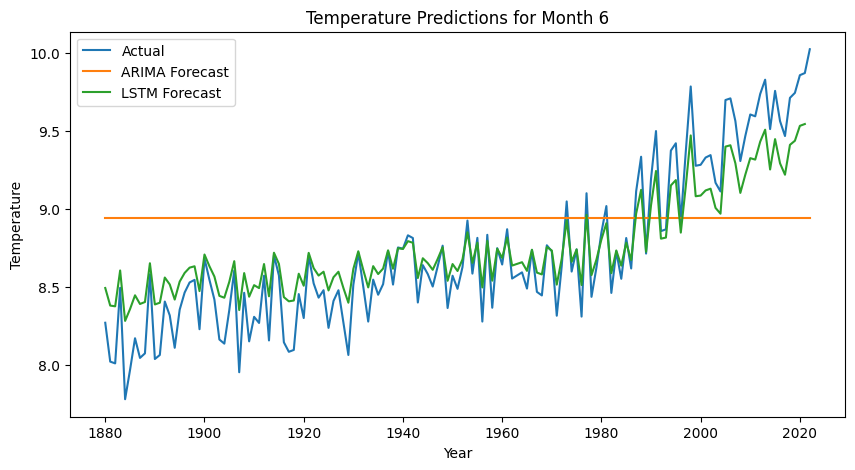 Temperature Predictions for Month 6
Actual
ARIMA Forecast
LSTM Forecast
10.0
9.5
9.0
8.5
8.0
Temperature
1880
1900
1920
1940
1960
1980
2000
2020
Year